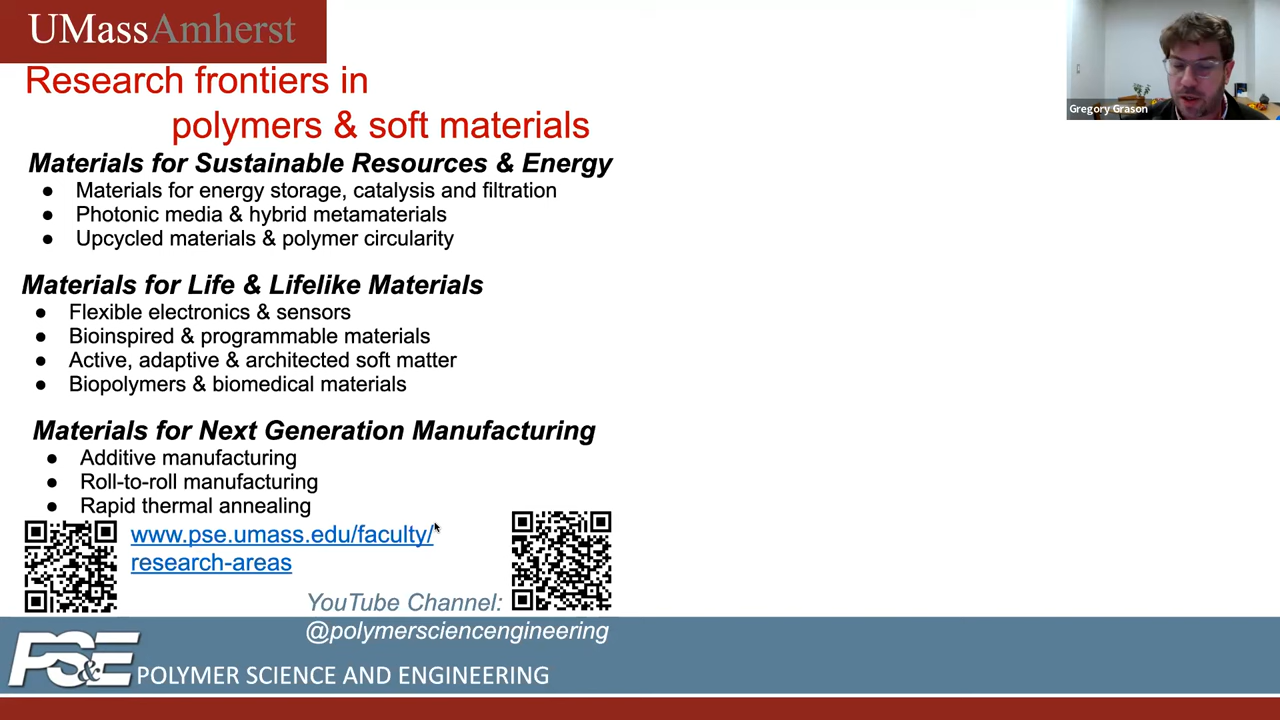 UMassAmherst
Gregory Grason
Research frontiers in
polymers & soft materials
Materials for Sustainable Resources & Energy
● Materials for energy storage, catalysis and filtration
● Photonic media & hybrid metamaterials
● Upcycled materials & polymer circularity
Materials for Life & Lifelike Materials
● Flexible electronics & sensors
● Bioinspired & programmable materials
● Active, adaptive & architected soft matter
● Biopolymers & biomedical materials
Materials for Next Generation Manufacturing
● Additive manufacturing
● Roll-to-roll manufacturing
● Rapid thermal annealing
www.pse.umass.edu/faculty/
research-areas
YouTube Channel:
@polymersciencengineering
PS&E POLYMER SCIENCE AND ENGINEERING